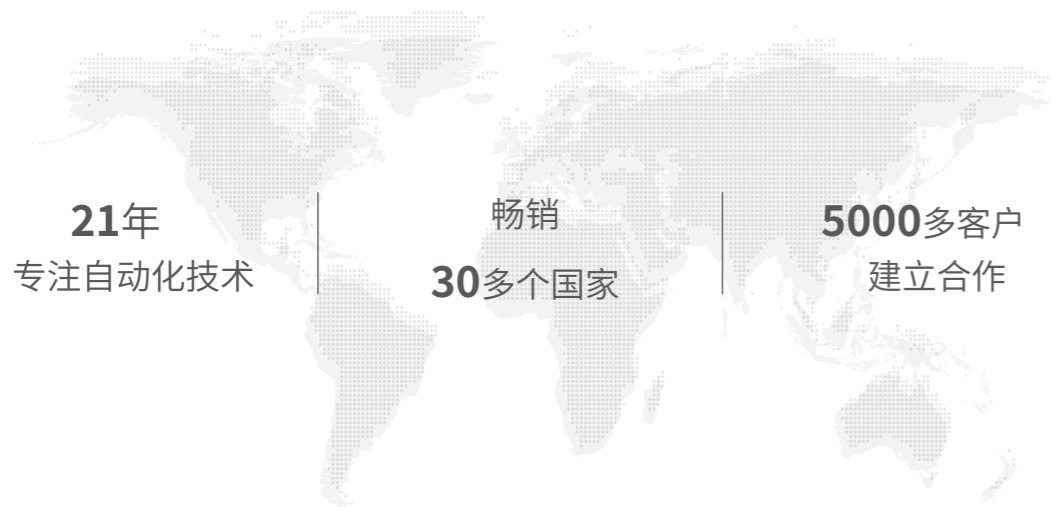 21年
专注自动化技术
畅销
30多个国家
5000多客户
建立合作